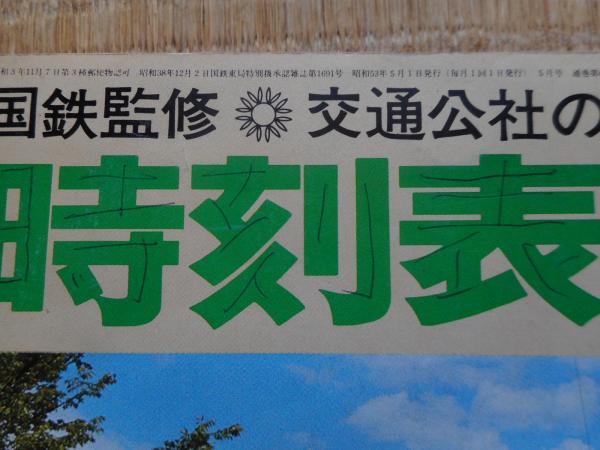 和3年11月7日第3種郵便物認可 昭和38年12月2日国鉄東局特別扱承認雑誌第1691号 昭和53年5月1日発行(毎月1回1日発行) 5月号 通巻第
国鉄監修 交通公社の
時刻表